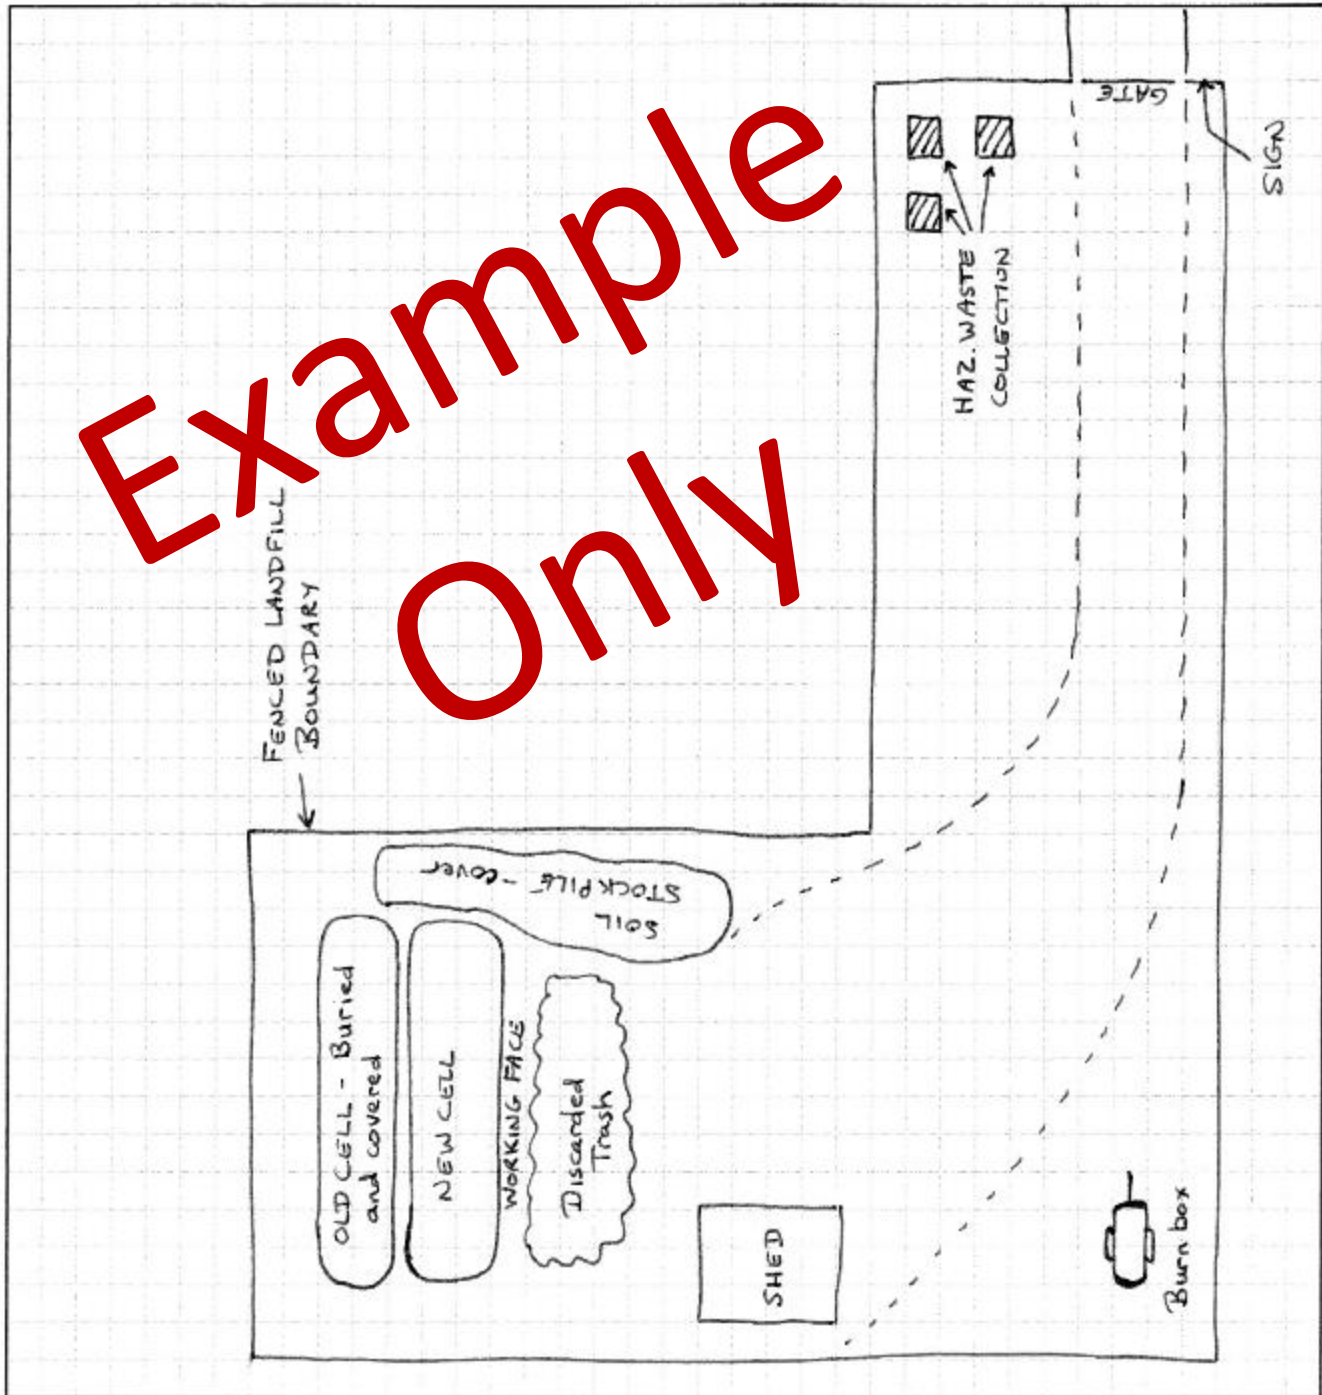 Example
Only
GATE
SIGN
HAZ. WASTE
COLLECTION
FENCED LANDFILL
BOUNDARY
SOIL
STOCKPILE - cover
OLD CELL - Buried
and covered
NEW CELL
WORKING FACE
Discarded
Trash
SHED
Burn box